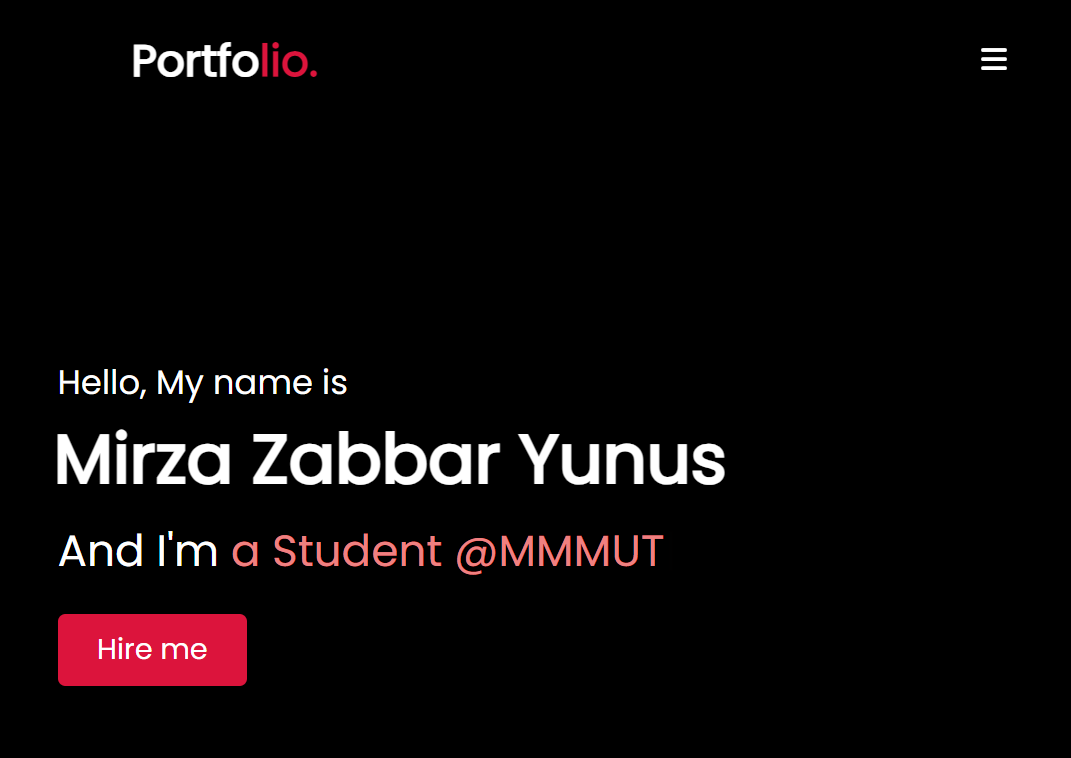 Portfolio.
Hello, My name is
Mirza Zabbar Yunus
And I'm a Student @MMMUT
Hire me